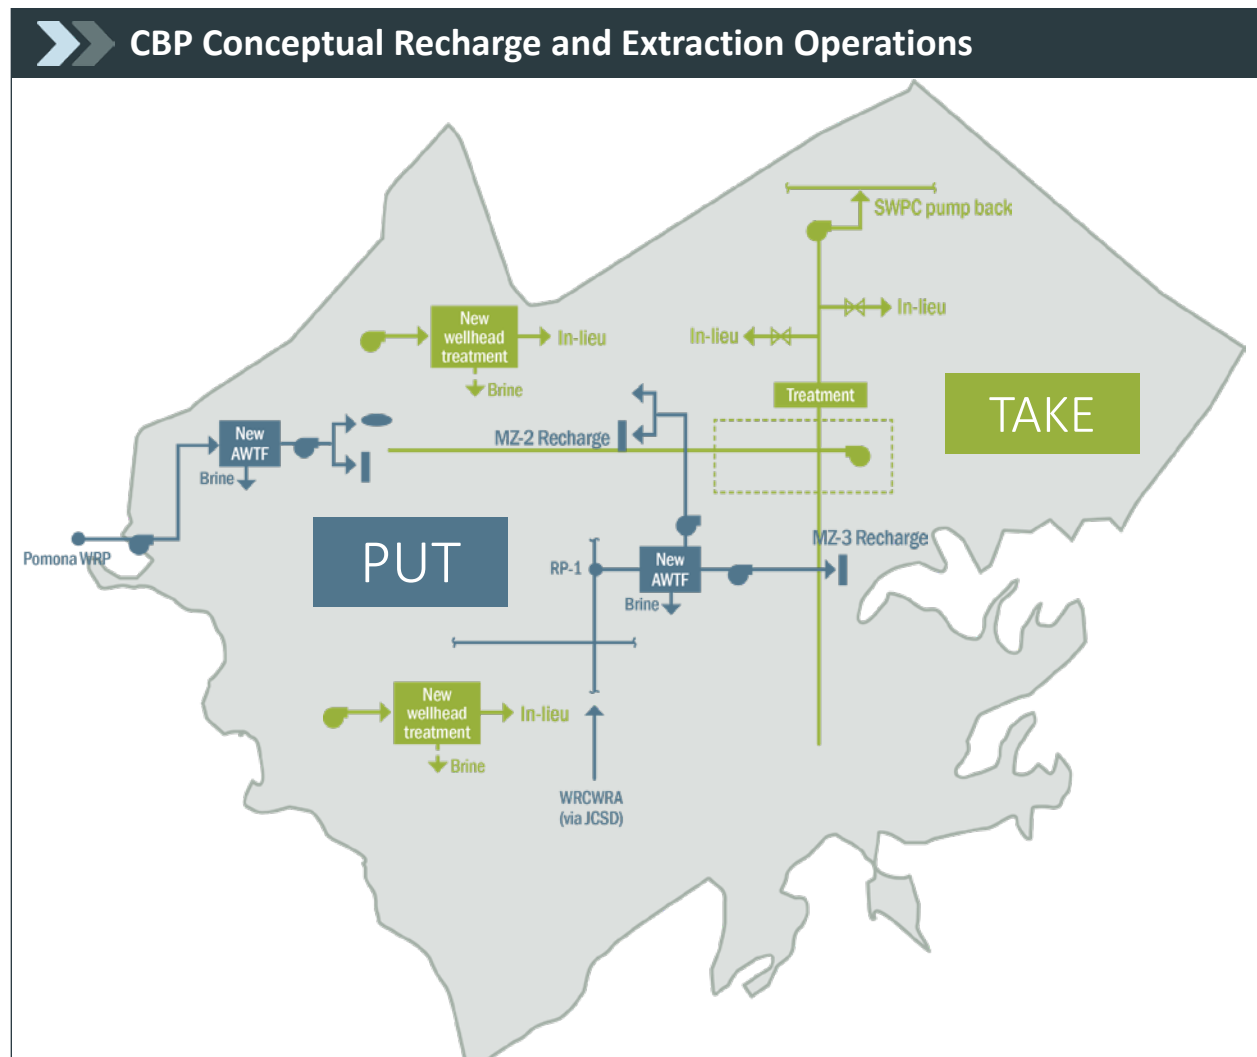 CBP Conceptual Recharge and Extraction Operations
SWPC pump back
In-lieu
In-lieu
New
wellhead
treatment
In-lieu
Brine
Treatment
TAKE
New
AWTF
Brine
MZ-2 Recharge
Pomona WRP
PUT
RP-1
New
AWTF
Brine
MZ-3 Recharge
New
wellhead
treatment
In-lieu
Brine
WRCWRA
(via JCSD)